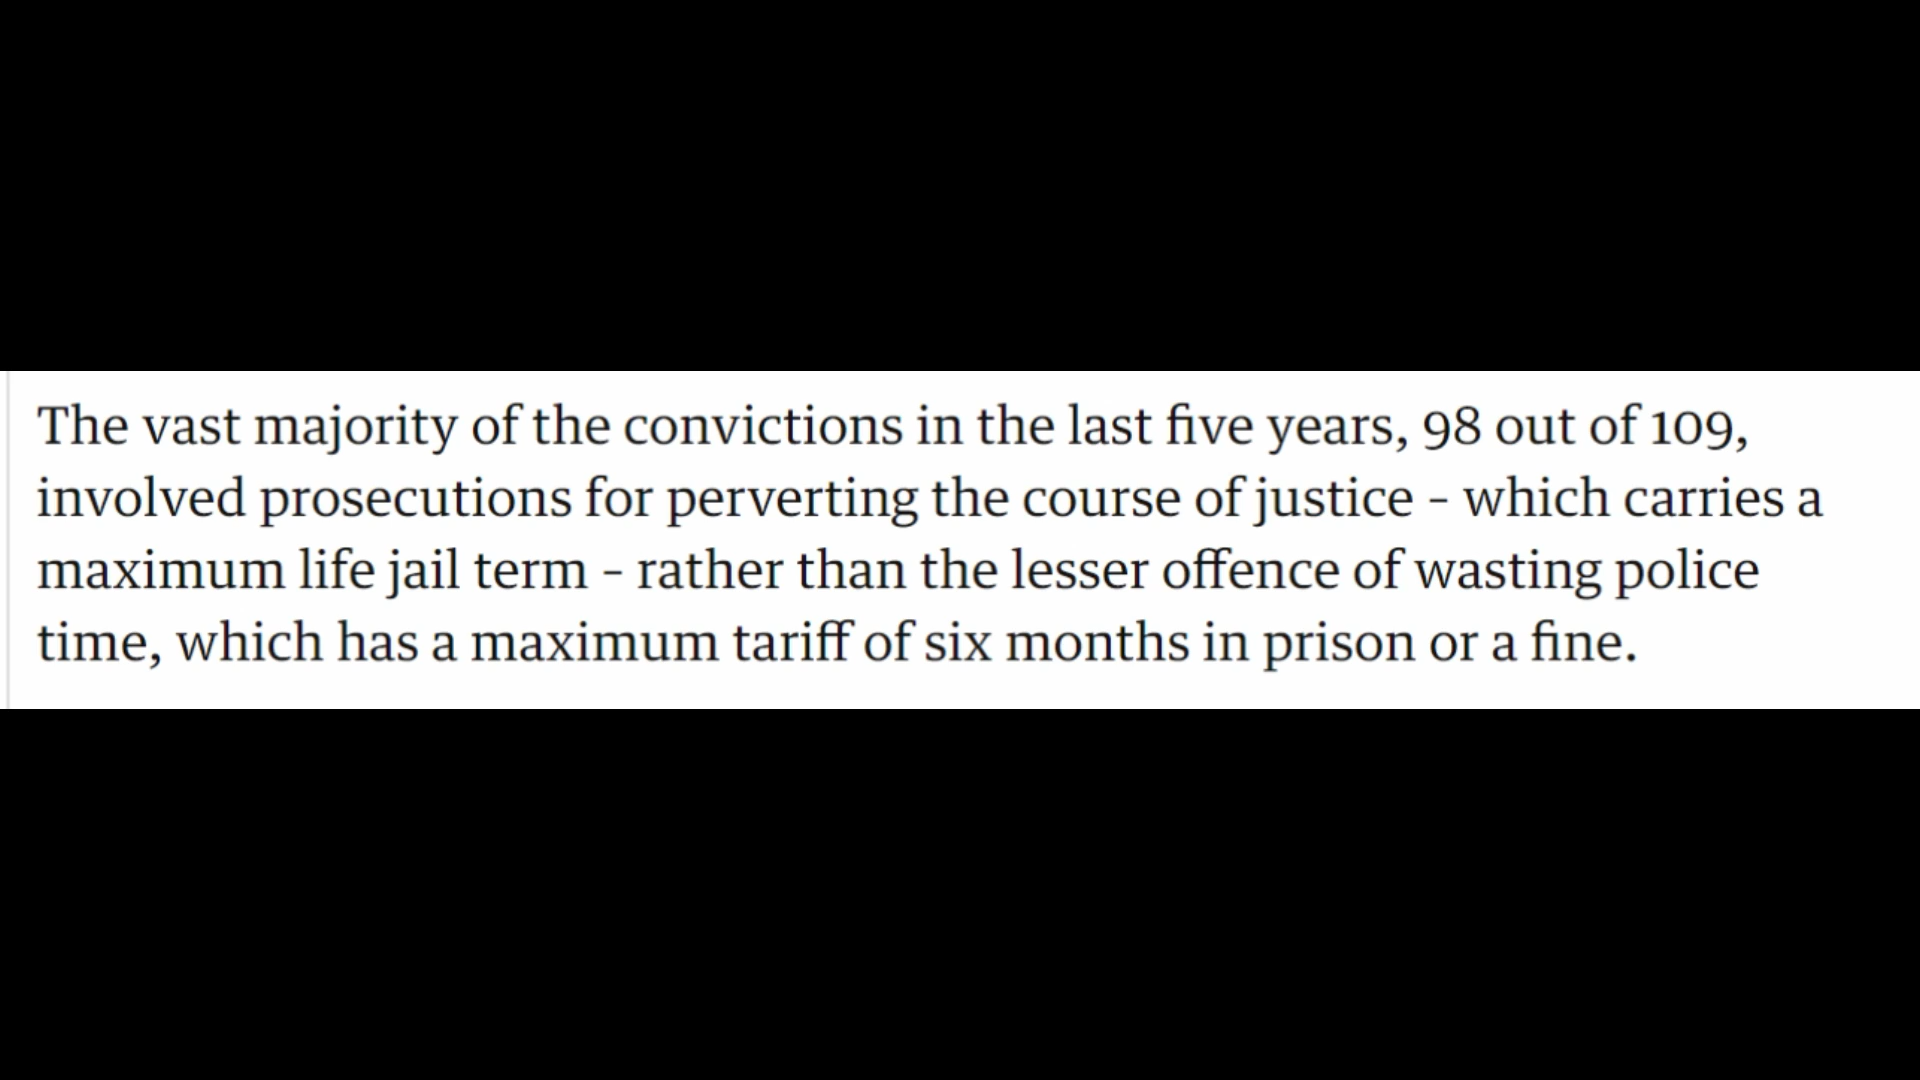 The vast majority of the convictions in the last five years, 98 out of 109,
involved prosecutions for perverting the course of justice - which carries a
maximum life jail term - rather than the lesser offence of wasting police
time, which has a maximum tariff of six months in prison or a fine.